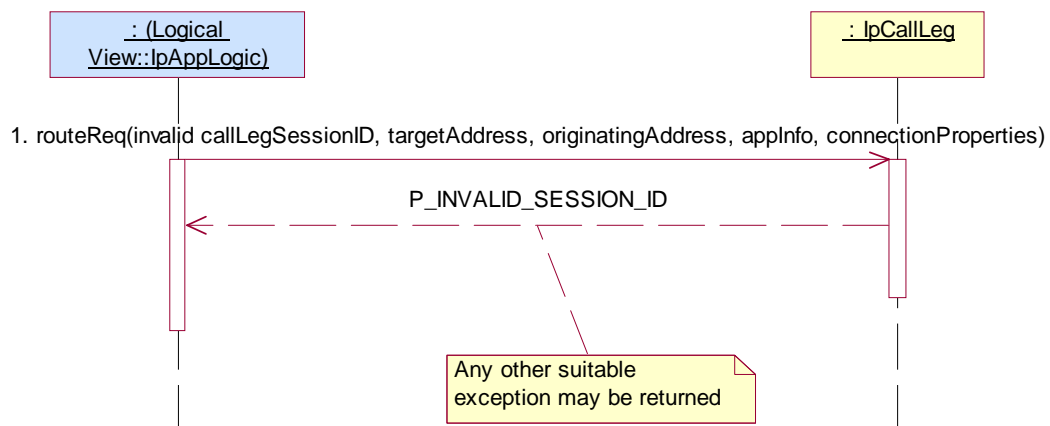 : (Logical
View::IpAppLogic)
: IpCallLeg
1. routeReq(invalid callLegSessionID, targetAddress, originatingAddress, appInfo, connectionProperties)
P_INVALID_SESSION_ID
Any other suitable
exception may be returned